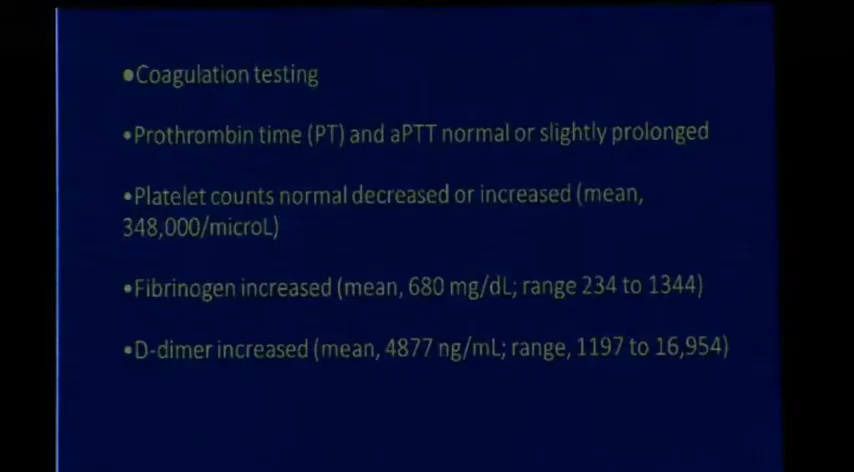 •Coagulation testing
•Prothrombin time (PT) and aPTT normal or slightly prolonged
•Platelet counts normal decreased or increased (mean,
348,000/microL)
•Fibrinogen increased (mean, 680 mg/dL; range 234 to 1344)
•D-dimer increased (mean, 4877 ng/mL; range, 1197 to 16,954)